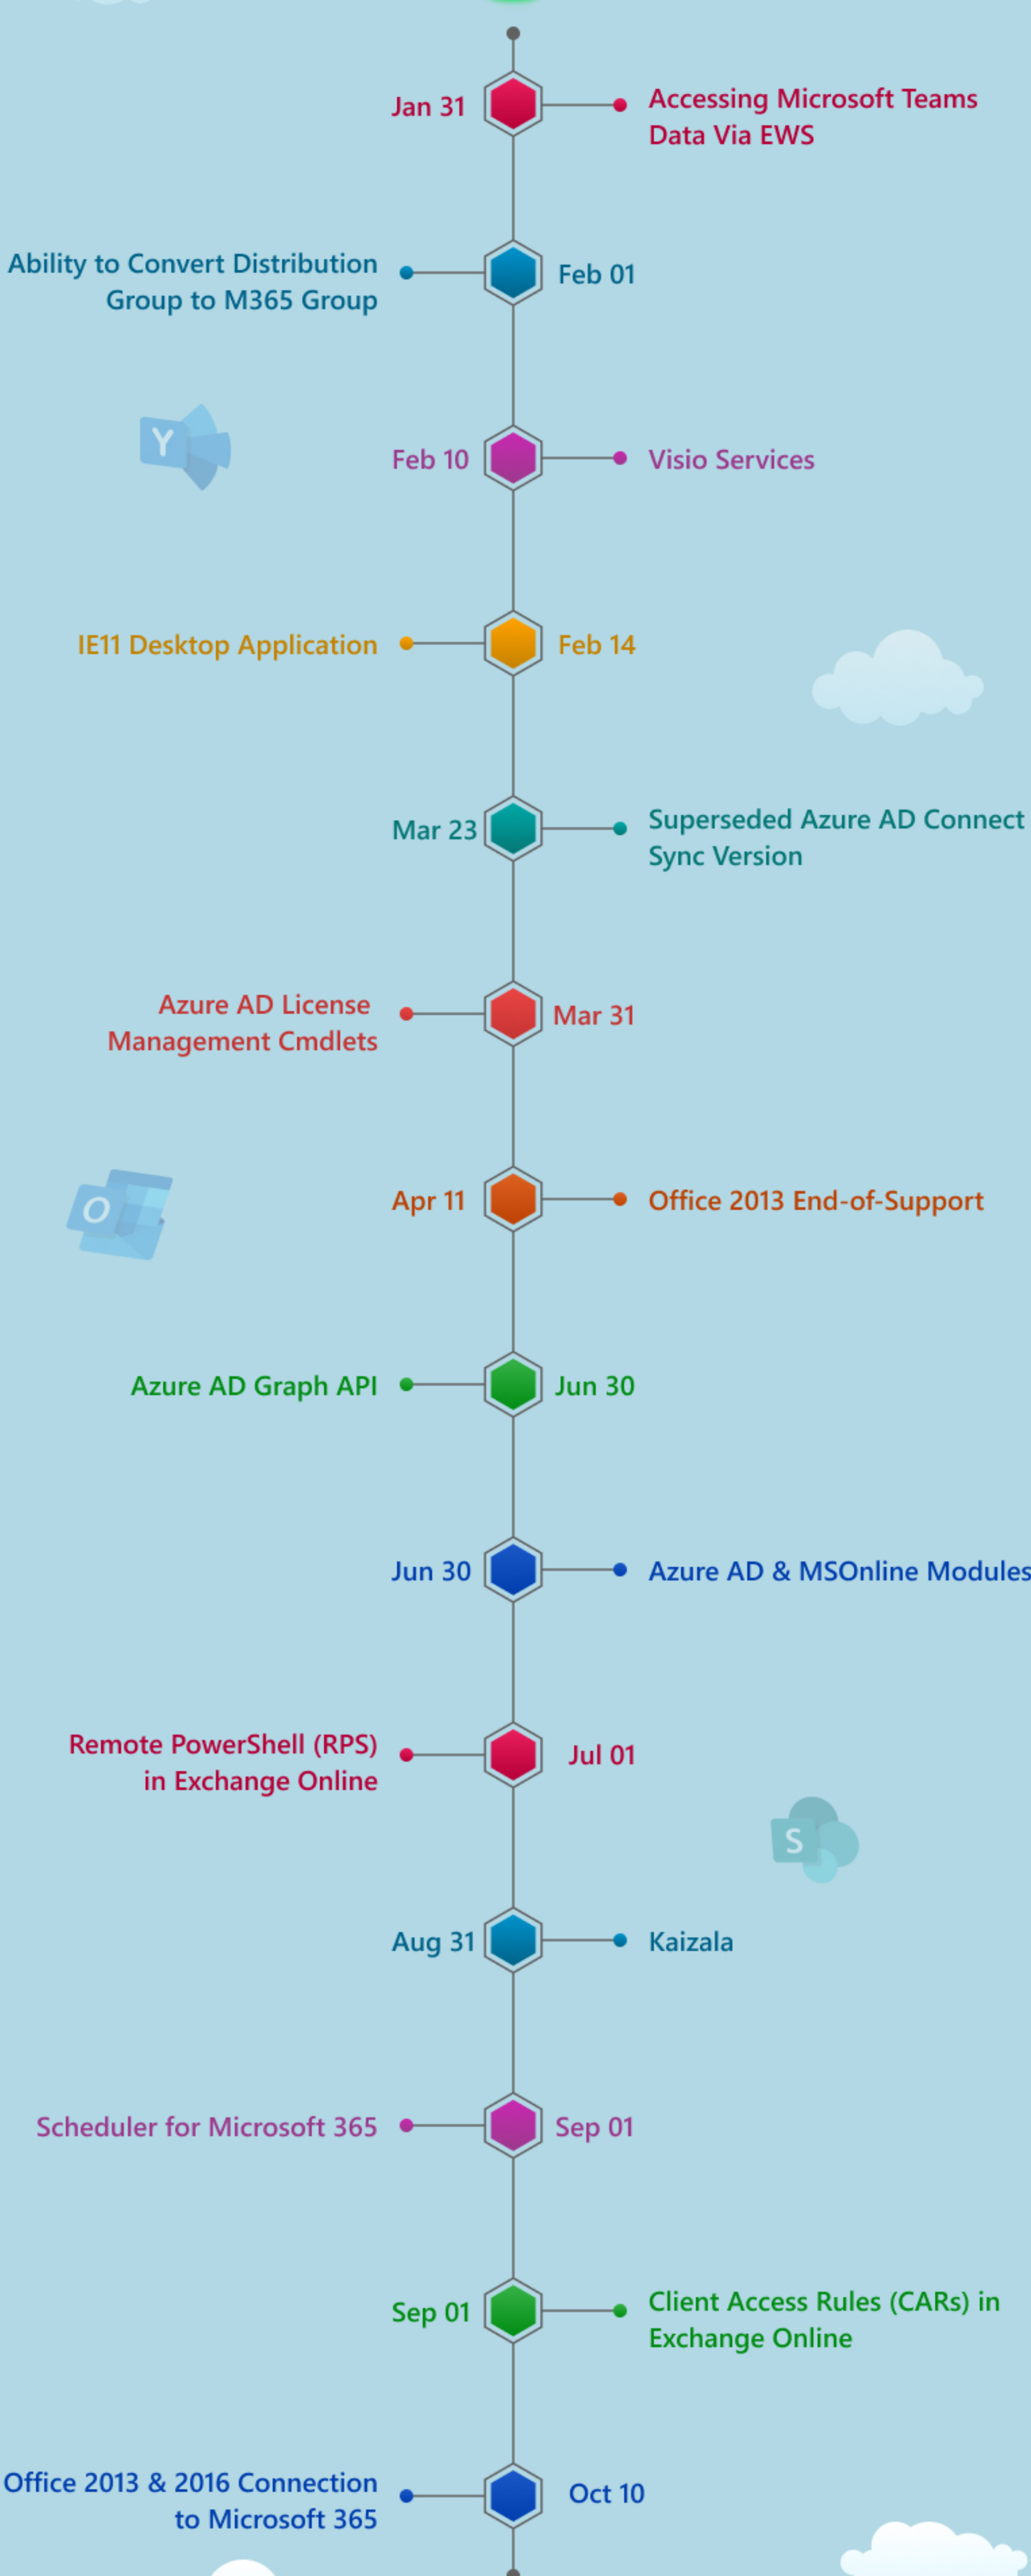 Jan 31
Accessing Microsoft Teams
Data Via EWS
Ability to Convert Distribution
Group to M365 Group
Feb 01
Y
Feb 10
Visio Services
IE11 Desktop Application
Feb 14
Mar 23
Superseded Azure AD Connect
Sync Version
Azure AD License
Management Cmdlets
Mar 31
Apr 11
Office 2013 End-of-Support
O
Azure AD Graph API
Jun 30
Jun 30
Azure AD & MSOnline Modules
Remote PowerShell (RPS)
in Exchange Online
Jul 01
S
Aug 31
Kaizala
Scheduler for Microsoft 365
Sep 01
Sep 01
Client Access Rules (CARs) in
Exchange Online
Office 2013 & 2016 Connection
to Microsoft 365
Oct 10